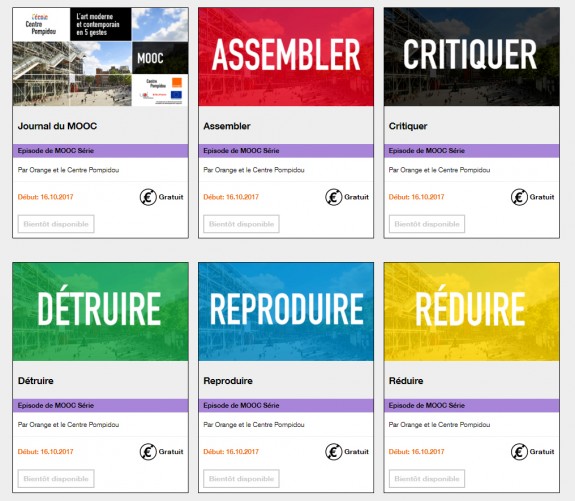 l'école
Centre
Pompidou
L'art moderne
et contemporain
en 5 gestes
MOOC
Centre
Pompidou
ASSEMBLER
CRITIQUER
Journal du MOOC
Assembler
Critiquer
Episode de MOOC Série
Episode de MOOC Série
Episode de MOOC Série
Par Orange et le Centre Pompidou
Par Orange et le Centre Pompidou
Par Orange et le Centre Pompidou
Début: 16.10.2017
Gratuit
Début: 16.10.2017
Gratuit
Début: 16.10.2017
Gratuit
Bientôt disponible
Bientôt disponible
Bientôt disponible
DÉTRUIRE
REPRODUIRE
RÉDUIRE
Détruire
Reproduire
Réduire
Episode de MOOC Série
Episode de MOOC Série
Episode de MOOC Série
Par Orange et le Centre Pompidou
Par Orange et le Centre Pompidou
Par Orange et le Centre Pompidou
Début: 16.10.2017
Gratuit
Début: 16.10.2017
Gratuit
Début: 16.10.2017
Gratuit
Bientôt disponible
Bientôt disponible
Bientôt disponible